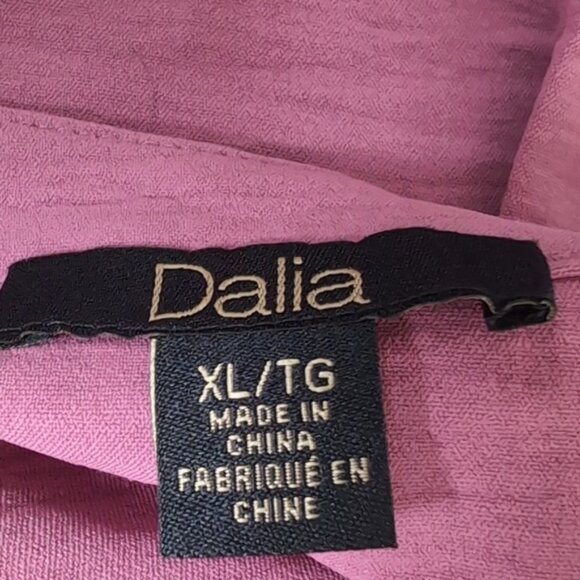 Dalia
XL/TG
MADE IN
CHINA
FABRIQUÉ EN
CHINE